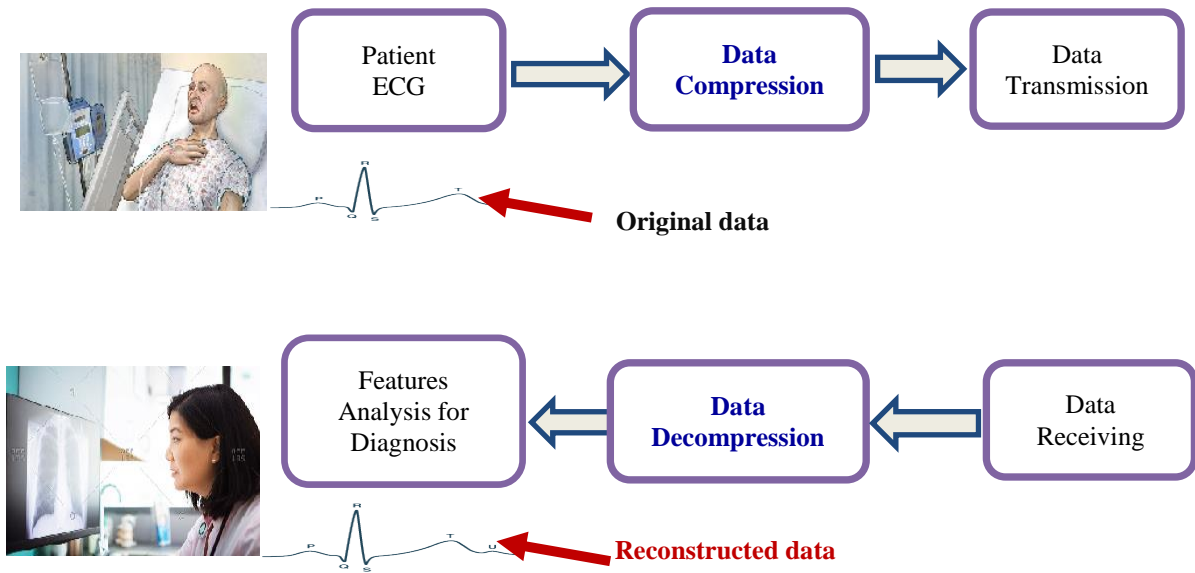 Patient
ECG
Data
Compression
Data
Transmission
R
P
T
Q
S
Original data
Features
Analysis for
Diagnosis
Data
Decompression
Data
Receiving
R
P
T
U
Q
S
Reconstructed data